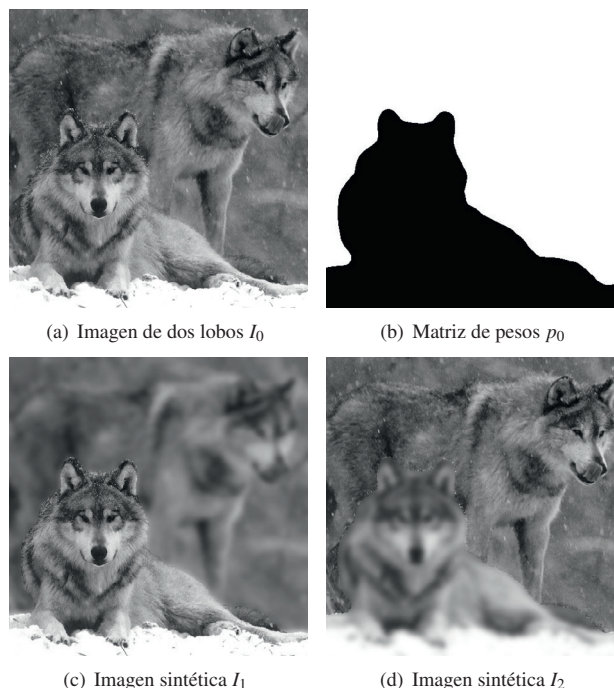 (a) Imagen de dos lobos I₀
(b) Matriz de pesos p₀
(c) Imagen sintética I₁
(d) Imagen sintética I₂